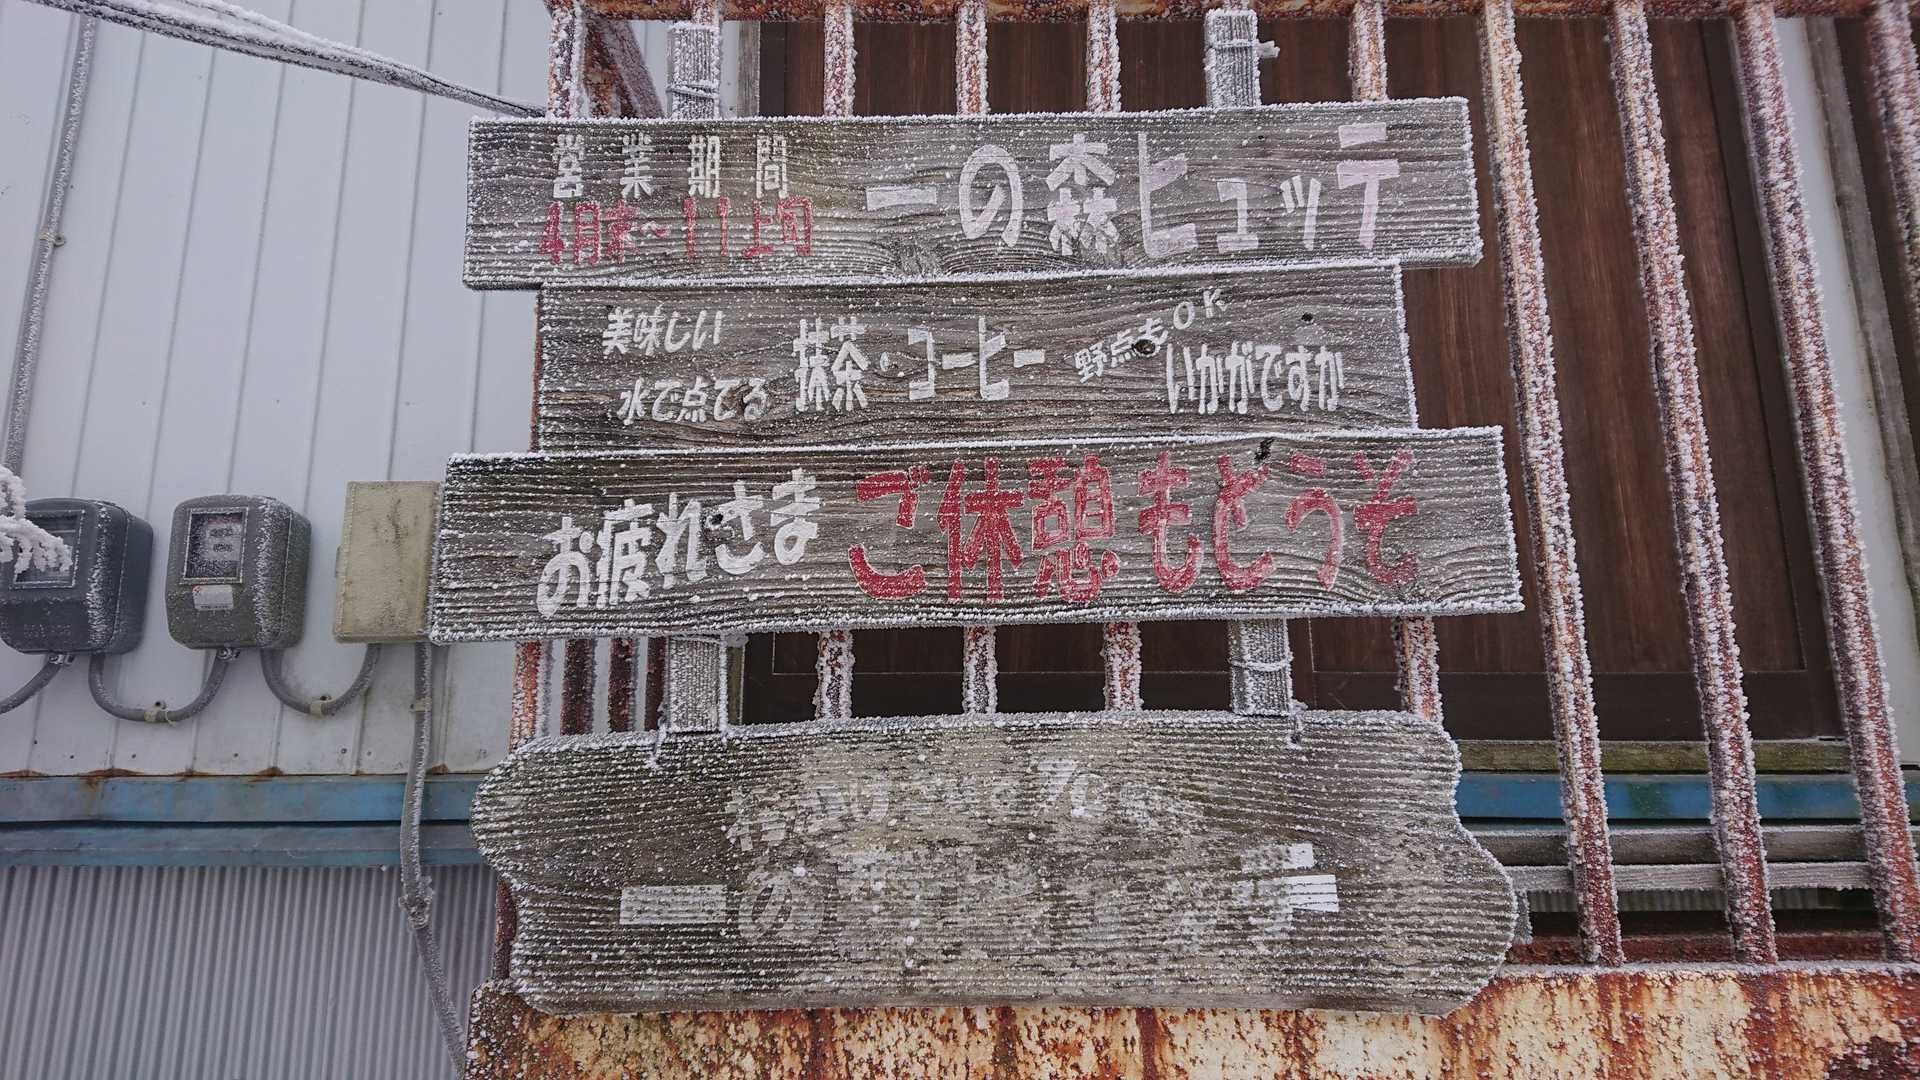 営業期間 一の森ヒュッテ
4月末～11上旬
美味しい
水で点てる 抹茶・コーヒー
野点もOK
いかがですか
お疲れさま ご休憩もどうぞ
一の